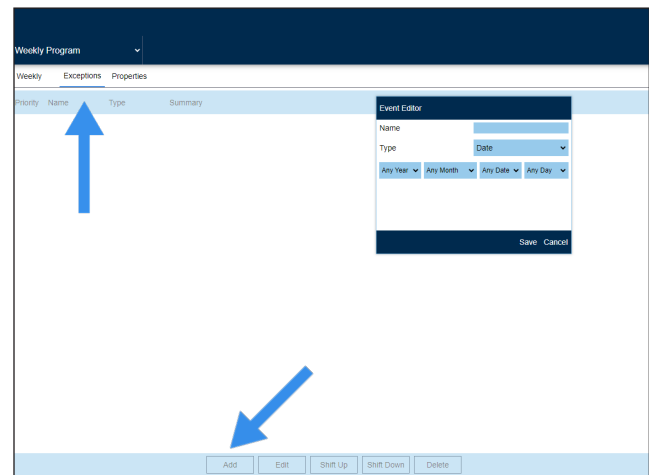 Weekly Program
Weekly Exceptions Properties
Priority Name Type Summary
Event Editor
Name
Type Date
Any Year Any Month Any Date Any Day
Save Cancel
Add Edit Shift Up Shift Down Delete